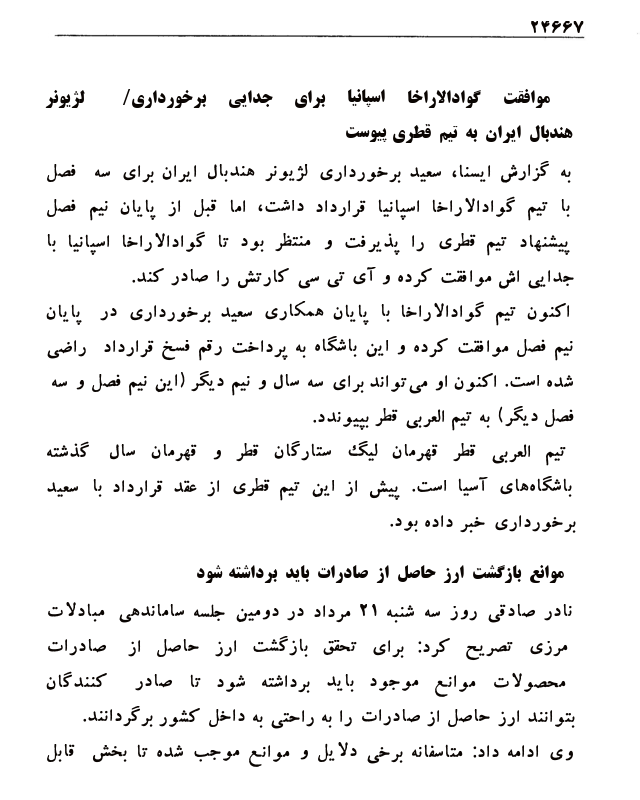 ۲۴۶۶۷
موافقت گوادالاراخا اسپانیا برای جدایی برخورداری/ لژیونر
هندبال ایران به تیم قطری پیوست
به گزارش ایسنا، سعید برخورداری لژیونر هندبال ایران برای سه فصل
با تیم گوادالاراخا اسپانیا قرارداد داشت، اما قبل از پایان نیم فصل
پیشنهاد تیم قطری را پذیرفت و منتظر بود تا گوادالاراخا اسپانیا با
جدایی اش موافقت کرده و آی تی سی کارتش را صادر کند.
اکنون تیم گوادالاراخا با پایان همکاری سعید برخورداری در پایان
نیم فصل موافقت کرده و این باشگاه به پرداخت رقم فسخ قرارداد راضی
شده است. اکنون او می‌تواند برای سه سال و نیم دیگر (این نیم فصل و سه
فصل دیگر) به تیم العربی قطر بپیوندد.
تیم العربی قطر قهرمان لیگ ستارگان قطر و قهرمان سال گذشته
باشگاه‌های آسیا است. پیش از این تیم قطری از عقد قرارداد با سعید
برخورداری خبر داده بود.
موانع بازگشت ارز حاصل از صادرات باید برداشته شود
نادر صادقی روز سه شنبه ۲۱ مرداد در دومین جلسه ساماندهی مبادلات
مرزی تصریح کرد: برای تحقق بازگشت ارز حاصل از صادرات
محصولات موانع موجود باید برداشته شود تا صادر کنندگان
بتوانند ارز حاصل از صادرات را به راحتی به داخل کشور برگردانند.
وی ادامه داد: متاسفانه برخی دلایل و موانع موجب شده تا بخش قابل